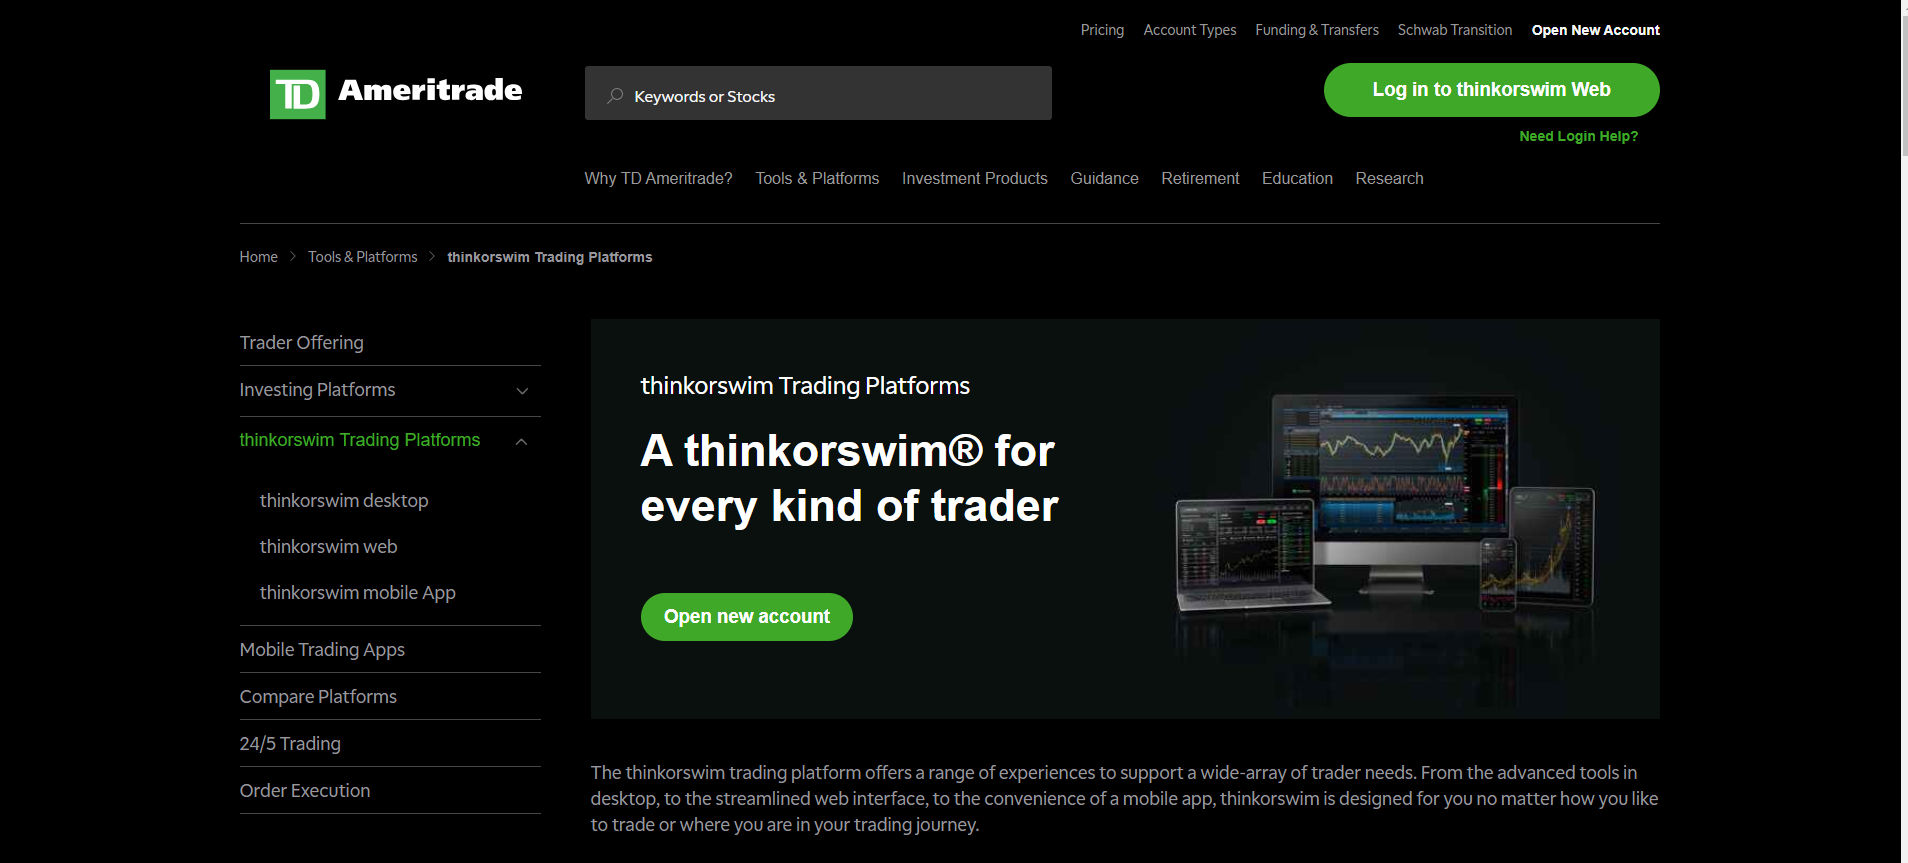 Pricing Account Types Funding & Transfers Schwab Transition Open New Account
TD Ameritrade
Keywords or Stocks
Log in to thinkorswim Web
Need Login Help?
Why TD Ameritrade? Tools & Platforms Investment Products Guidance Retirement Education Research
Home Tools & Platforms thinkorswim Trading Platforms
Trader Offering
Investing Platforms
thinkorswim Trading Platforms
thinkorswim desktop
thinkorswim web
thinkorswim mobile App
Mobile Trading Apps
Compare Platforms
24/5 Trading
Order Execution
thinkorswim Trading Platforms
A thinkorswim® for
every kind of trader
Open new account
The thinkorswim trading platform offers a range of experiences to support a wide-array of trader needs. From the advanced tools in
desktop, to the streamlined web interface, to the convenience of a mobile app, thinkorswim is designed for you no matter how you like
to trade or where you are in your trading journey.